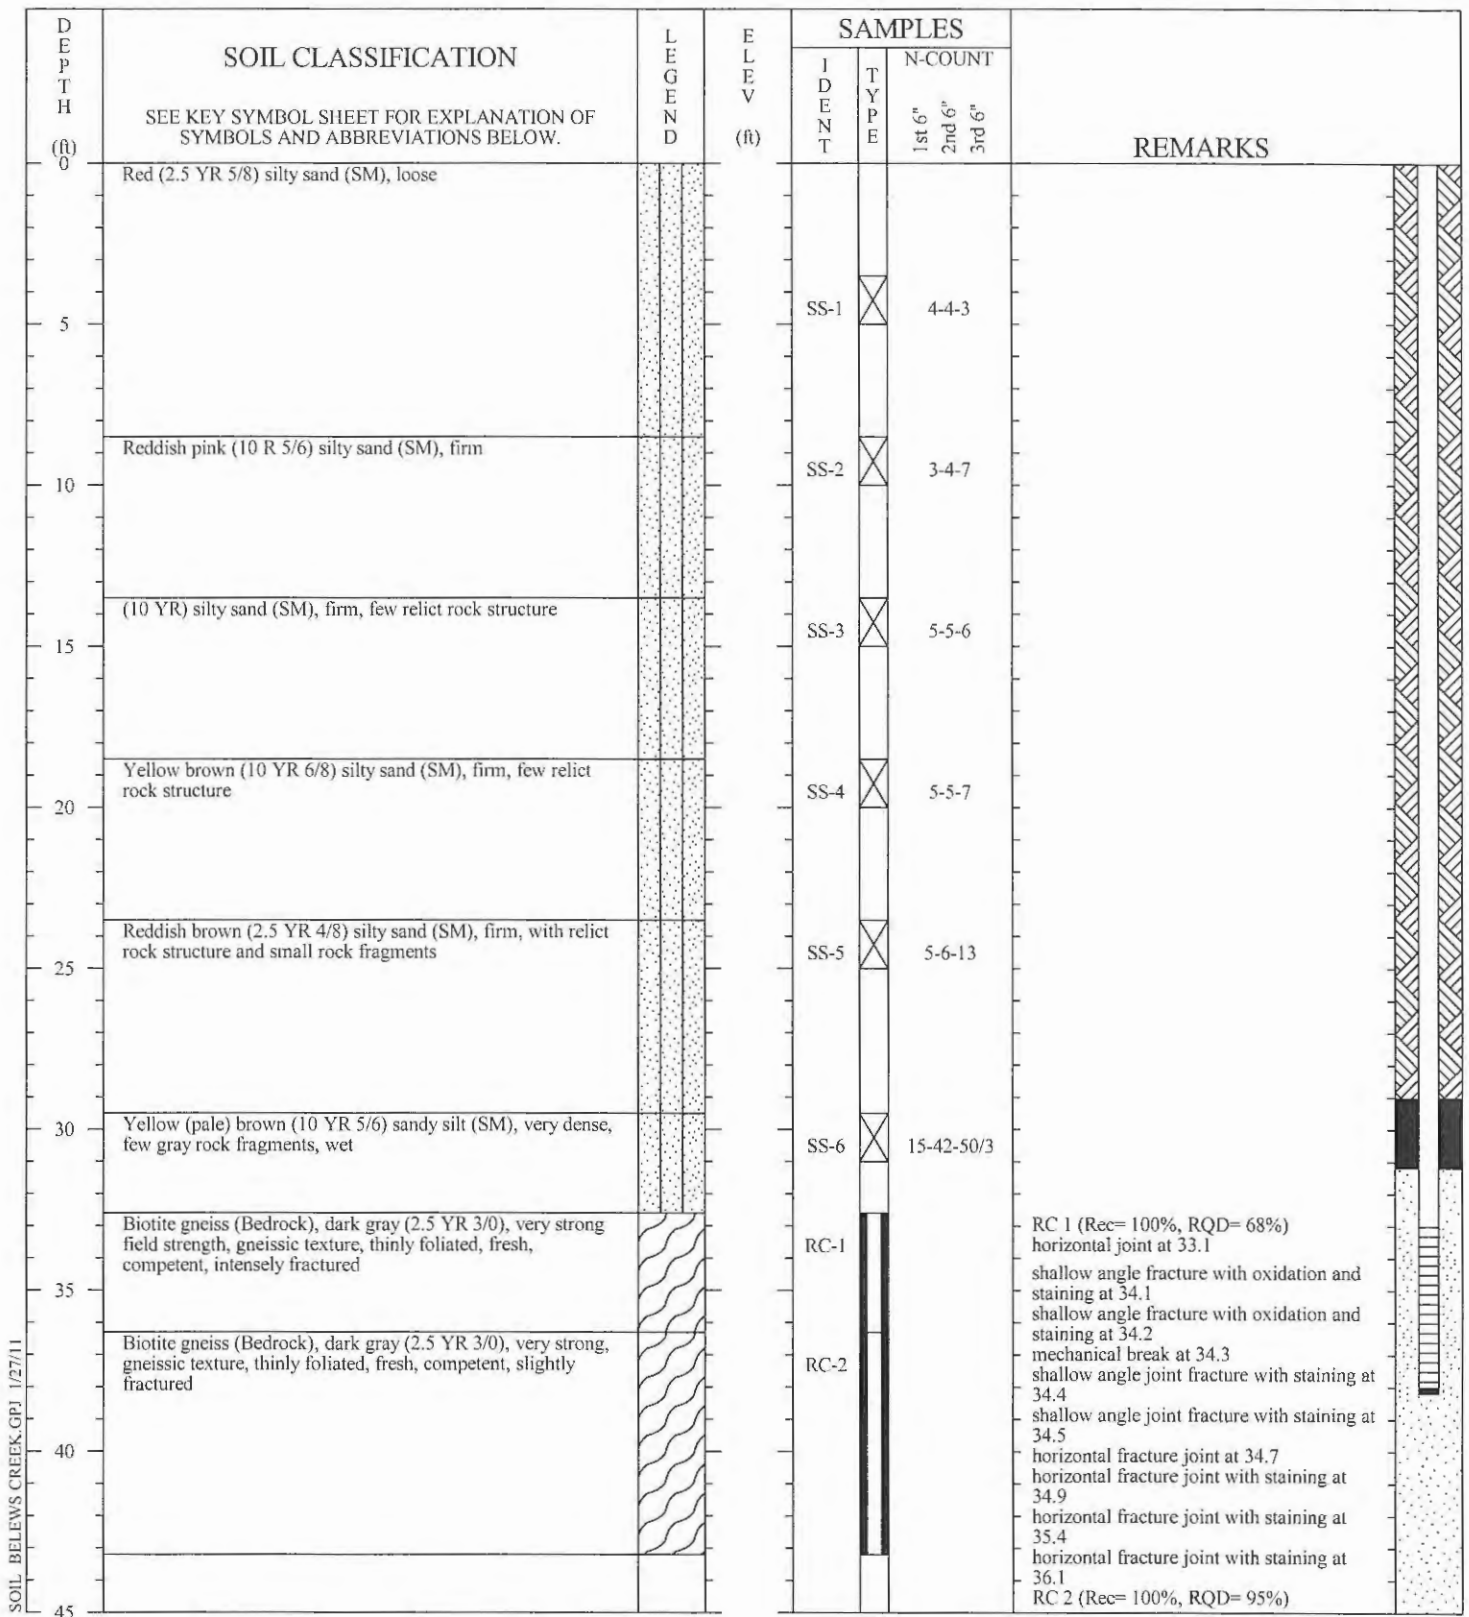 DEPTH (ft)
SOIL CLASSIFICATION
SEE KEY SYMBOL SHEET FOR EXPLANATION OF
SYMBOLS AND ABBREVIATIONS BELOW.
LEGEND
ELEV (ft)
SAMPLES
IDENT
TYPE
N-COUNT
1st 6"
2nd 6"
3rd 6"
REMARKS
0
Red (2.5 YR 5/8) silty sand (SM), loose
SS-1 4-4-3
5
Reddish pink (10 R 5/6) silty sand (SM), firm
SS-2 3-4-7
10
(10 YR) silty sand (SM), firm, few relict rock structure
SS-3 5-5-6
15
Yellow brown (10 YR 6/8) silty sand (SM), firm, few relict
rock structure
SS-4 5-5-7
20
Reddish brown (2.5 YR 4/8) silty sand (SM), firm, with relict
rock structure and small rock fragments
SS-5 5-6-13
25
Yellow (pale) brown (10 YR 5/6) sandy silt (SM), very dense,
few gray rock fragments, wet
30
SS-6 15-42-50/3
Biotite gneiss (Bedrock), dark gray (2.5 YR 3/0), very strong
field strength, gneissic texture, thinly foliated, fresh,
competent, intensely fractured
RC-1
35
Biotite gneiss (Bedrock), dark gray (2.5 YR 3/0), very strong,
gneissic texture, thinly foliated, fresh, competent, slightly
fractured
RC-2
40
45
RC 1 (Rec= 100%, RQD= 68%)
horizontal joint at 33.1
shallow angle fracture with oxidation and
staining at 34.1
shallow angle fracture with oxidation and
staining at 34.2
mechanical break at 34.3
shallow angle joint fracture with staining at
34.4
shallow angle joint fracture with staining at
34.5
horizontal fracture joint at 34.7
horizontal fracture joint with staining at
34.9
horizontal fracture joint with staining at
35.4
horizontal fracture joint with staining at
36.1
RC 2 (Rec= 100%, RQD= 95%)
SOIL BELEWS CREEK.GPJ 1/27/11